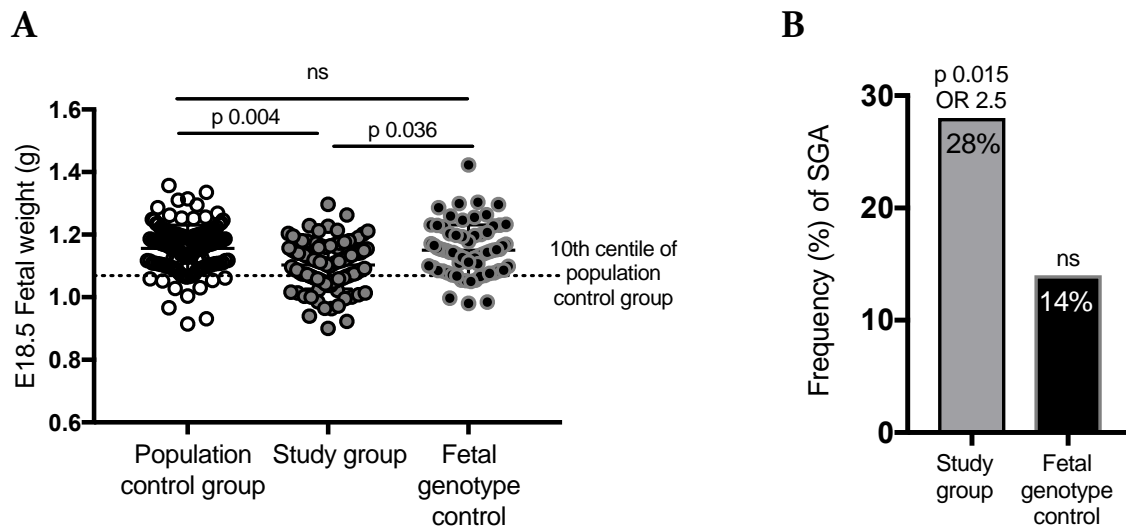 A
ns
p 0.004
p 0.036
E18.5 Fetal weight (g)
1.6
1.4
1.2
1.0
0.8
0.6
10th centile of
population
control group
Population
control group
Study group
Fetal
genotype
control
B
p 0.015
OR 2.5
28%
ns
14%
Frequency (%) of SGA
30
20
10
0
Study
group
Fetal
genotype
control